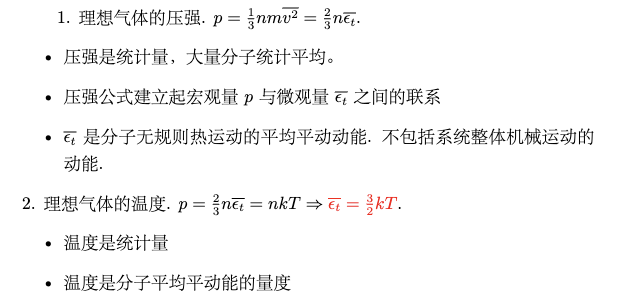 1. 理想气体的压强. $p = \frac{1}{3}nm\overline{v^2} = \frac{2}{3}n\overline{\epsilon_t}$.
• 压强是统计量，大量分子统计平均。
• 压强公式建立起宏观量 $p$ 与微观量 $\overline{\epsilon_t}$ 之间的联系
• $\overline{\epsilon_t}$ 是分子无规则热运动的平均平动动能. 不包括系统整体机械运动的
动能.
2. 理想气体的温度. $p = \frac{2}{3}n\overline{\epsilon_t} = nkT \Rightarrow \overline{\epsilon_t} = \frac{3}{2}kT$.
• 温度是统计量
• 温度是分子平均平动能的量度